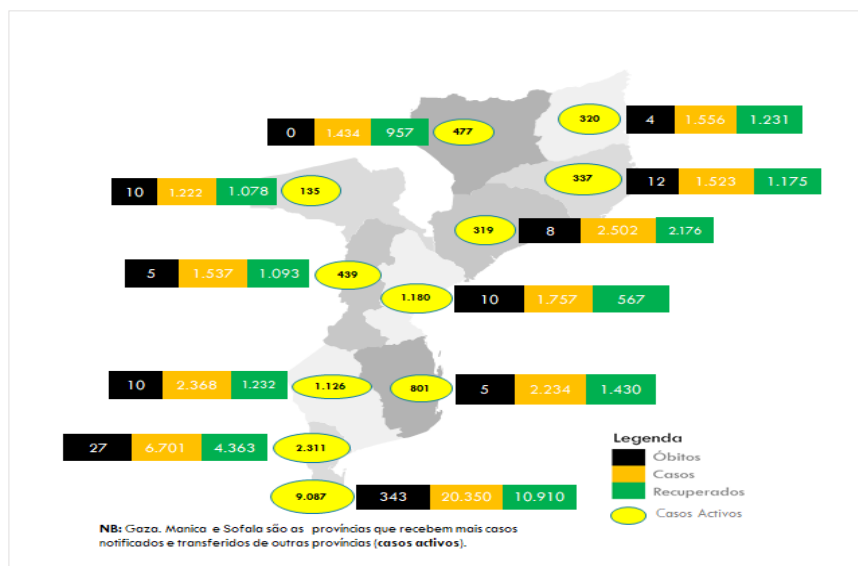 0 1.434 957 477
320 4 1.556 1.231
10 1.222 1.078 135
337 12 1.523 1.175
319 8 2.502 2.176
5 1.537 1.093 439
1.180 10 1.757 567
10 2.368 1.232 1.126
801 5 2.234 1.430
27 6.701 4.363 2.311
9.087 343 20.350 10.910
Legenda
Óbitos
Casos
Recuperados
Casos Activos
NB: Gaza, Manica e Sofala são as províncias que recebem mais casos
notificados e transferidos de outras províncias (casos activos).